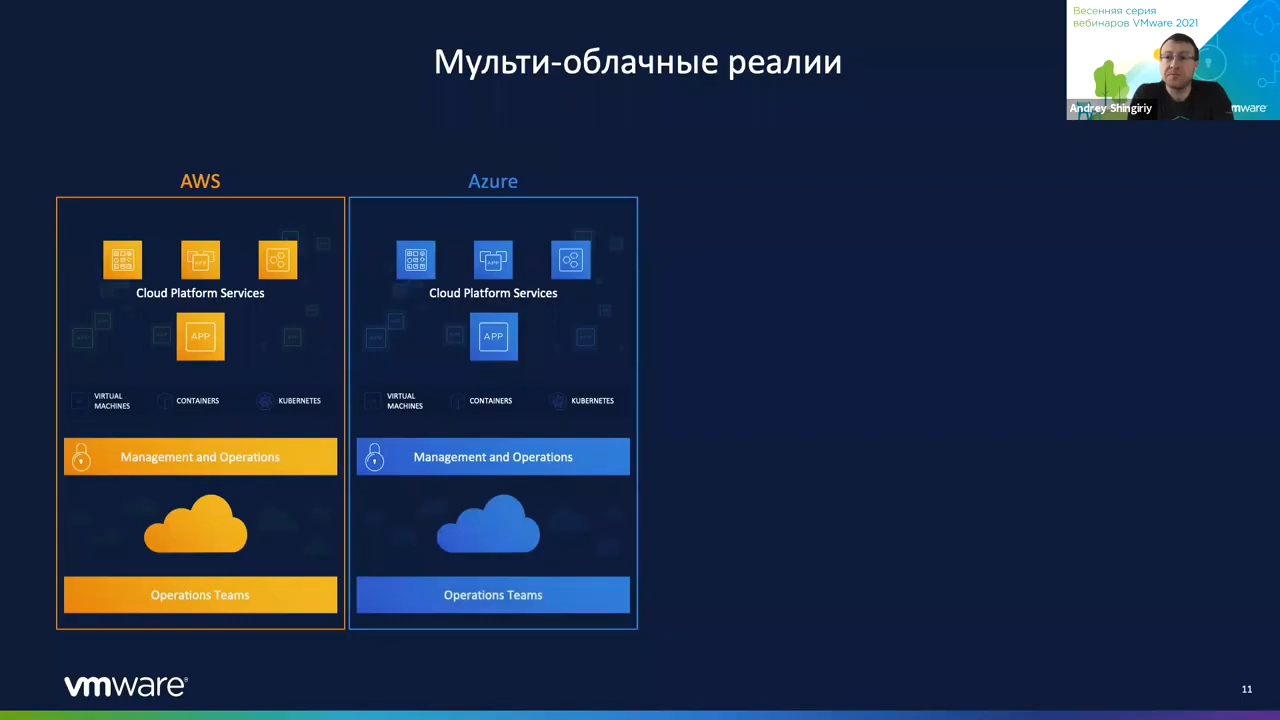 Весенняя серия
вебинаров VMware 2021
Andrey Shingiriy
mware
Мульти-облачные реалии
AWS
Azure
APP
Cloud Platform Services
APP
VIRTUAL
MACHINES
CONTAINERS
KUBERNETES
Management and Operations
Operations Teams
APP
Cloud Platform Services
APP
VIRTUAL
MACHINES
CONTAINERS
KUBERNETES
Management and Operations
Operations Teams
vmware®
11